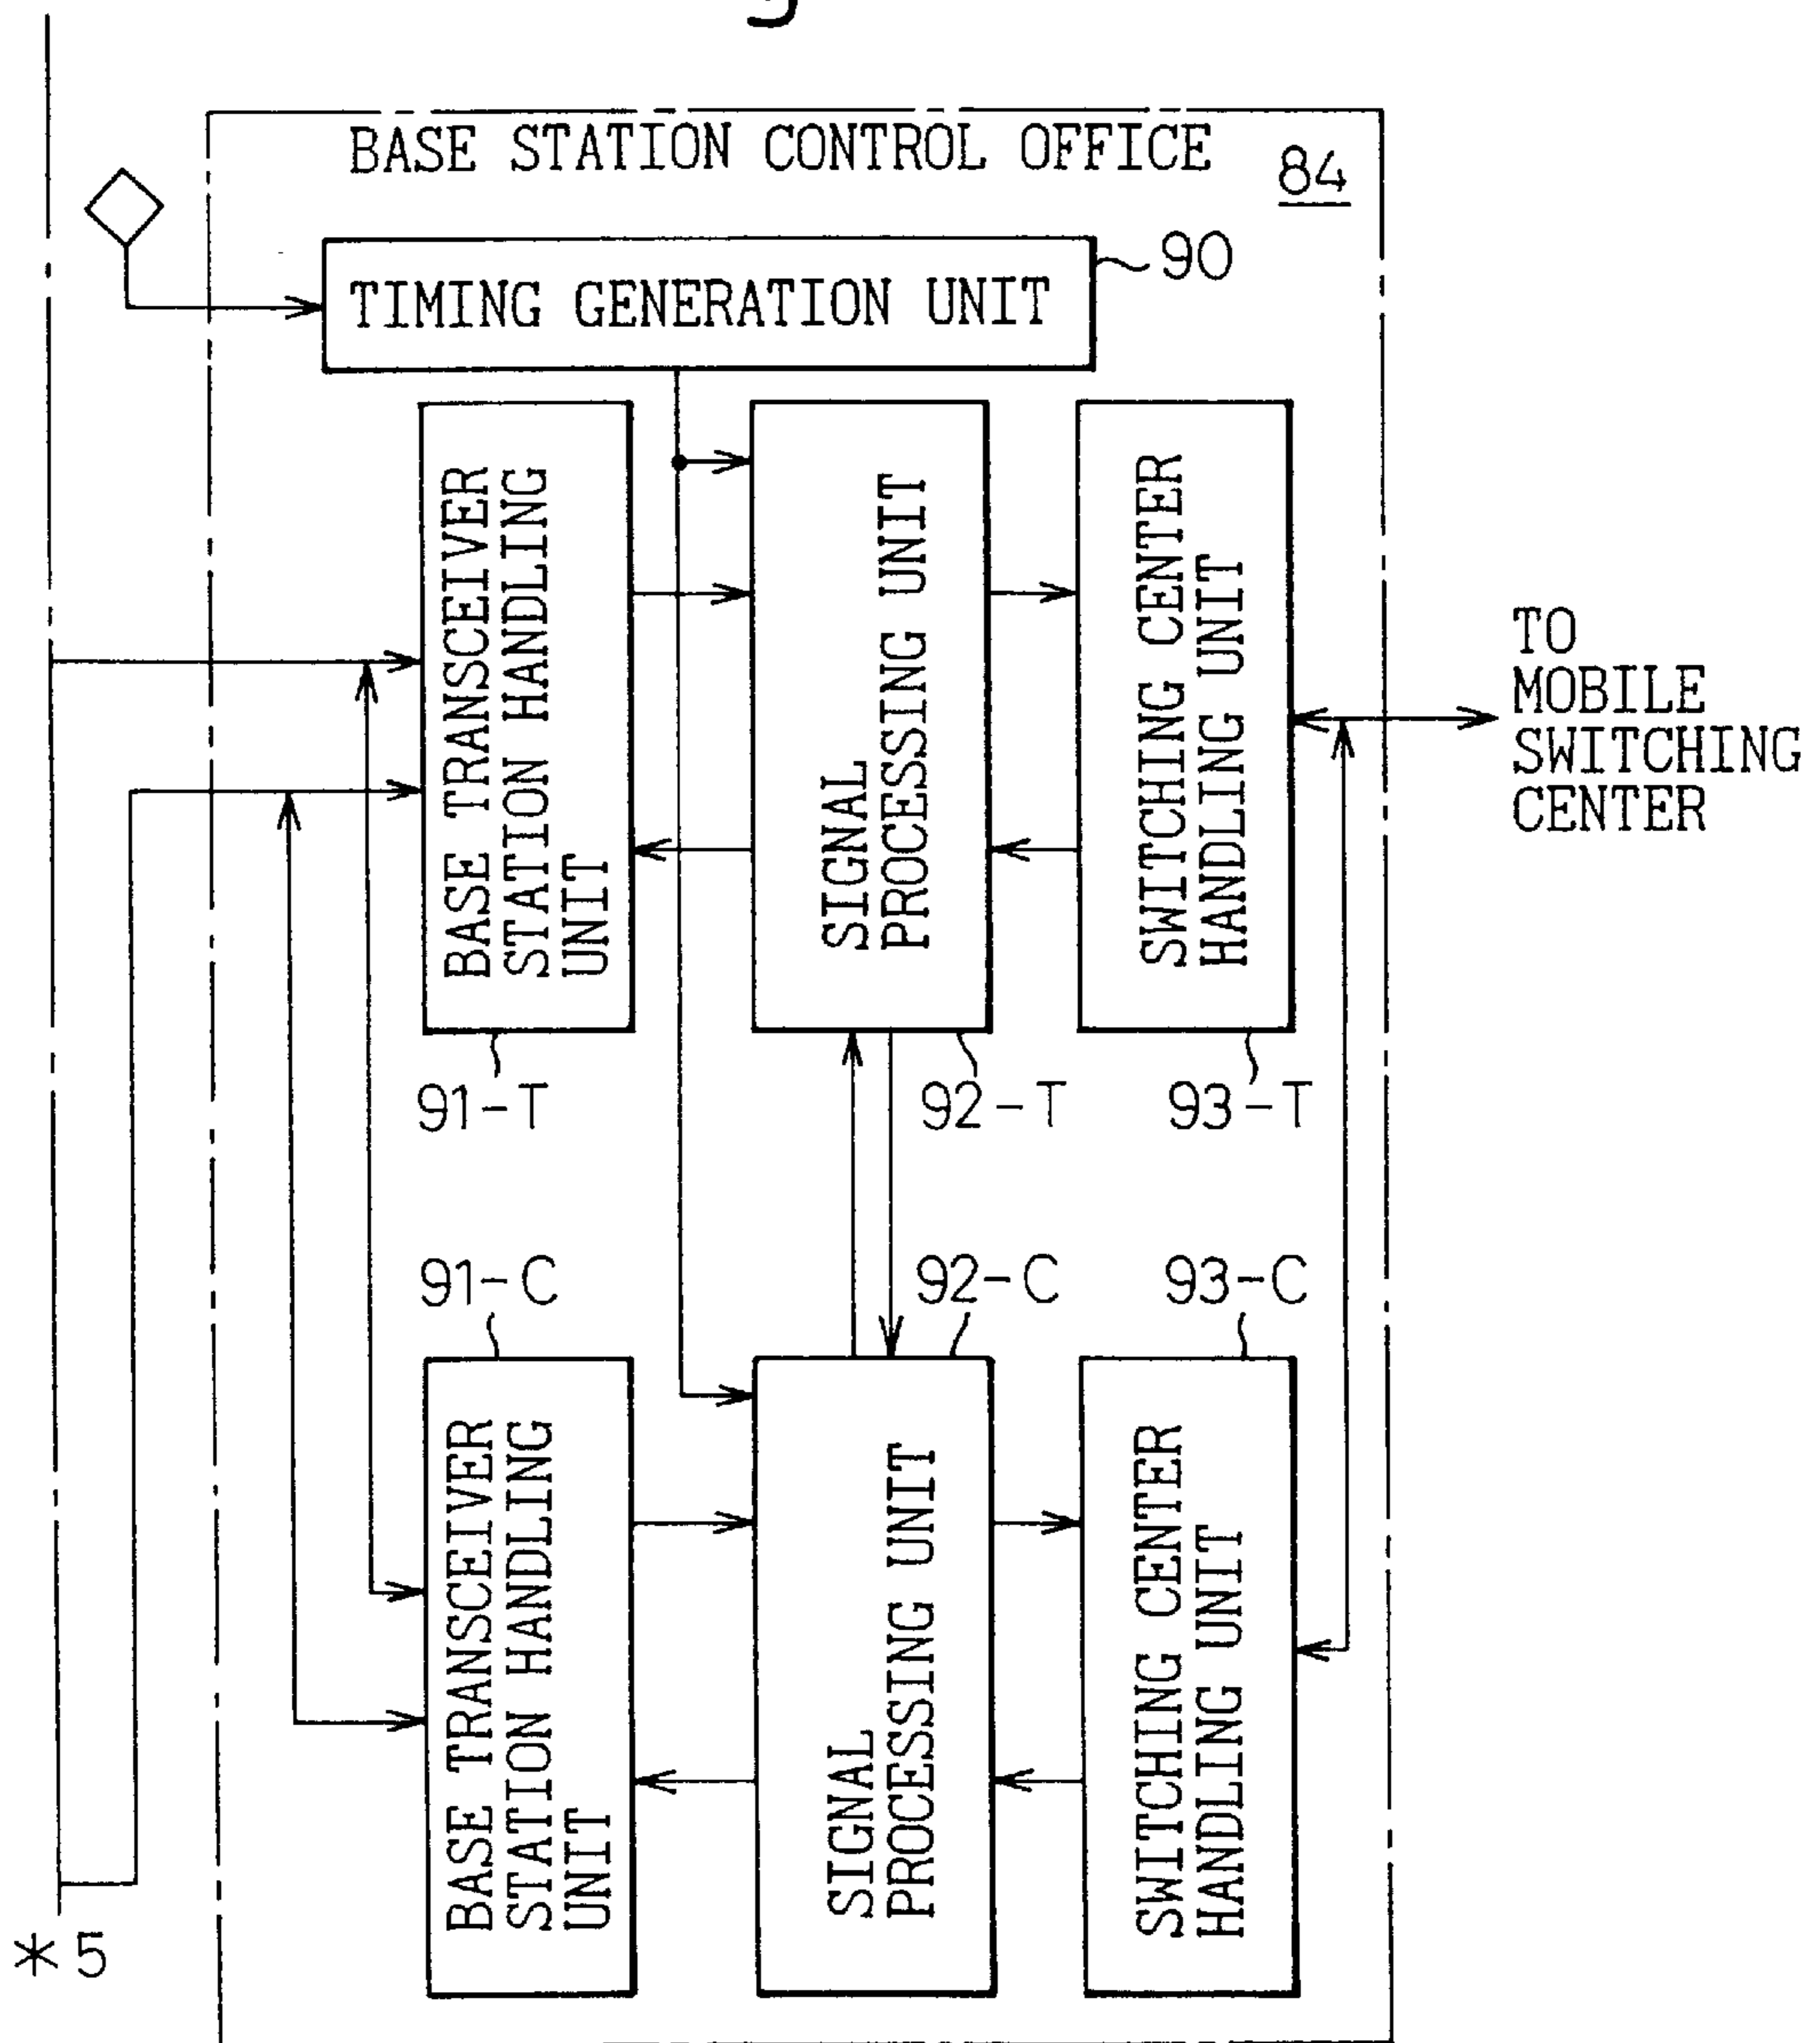 BASE STATION CONTROL OFFICE
84
TIMING GENERATION UNIT
90
BASE TRANSCEIVER
STATION HANDLING
UNIT
SIGNAL
PROCESSING UNIT
SWITCHING CENTER
HANDLING UNIT
TO
MOBILE
SWITCHING
CENTER
91-T
92-T
93-T
91-C
92-C
93-C
BASE TRANSCEIVER
STATION HANDLING
UNIT
SIGNAL
PROCESSING UNIT
SWITCHING CENTER
HANDLING UNIT
*5